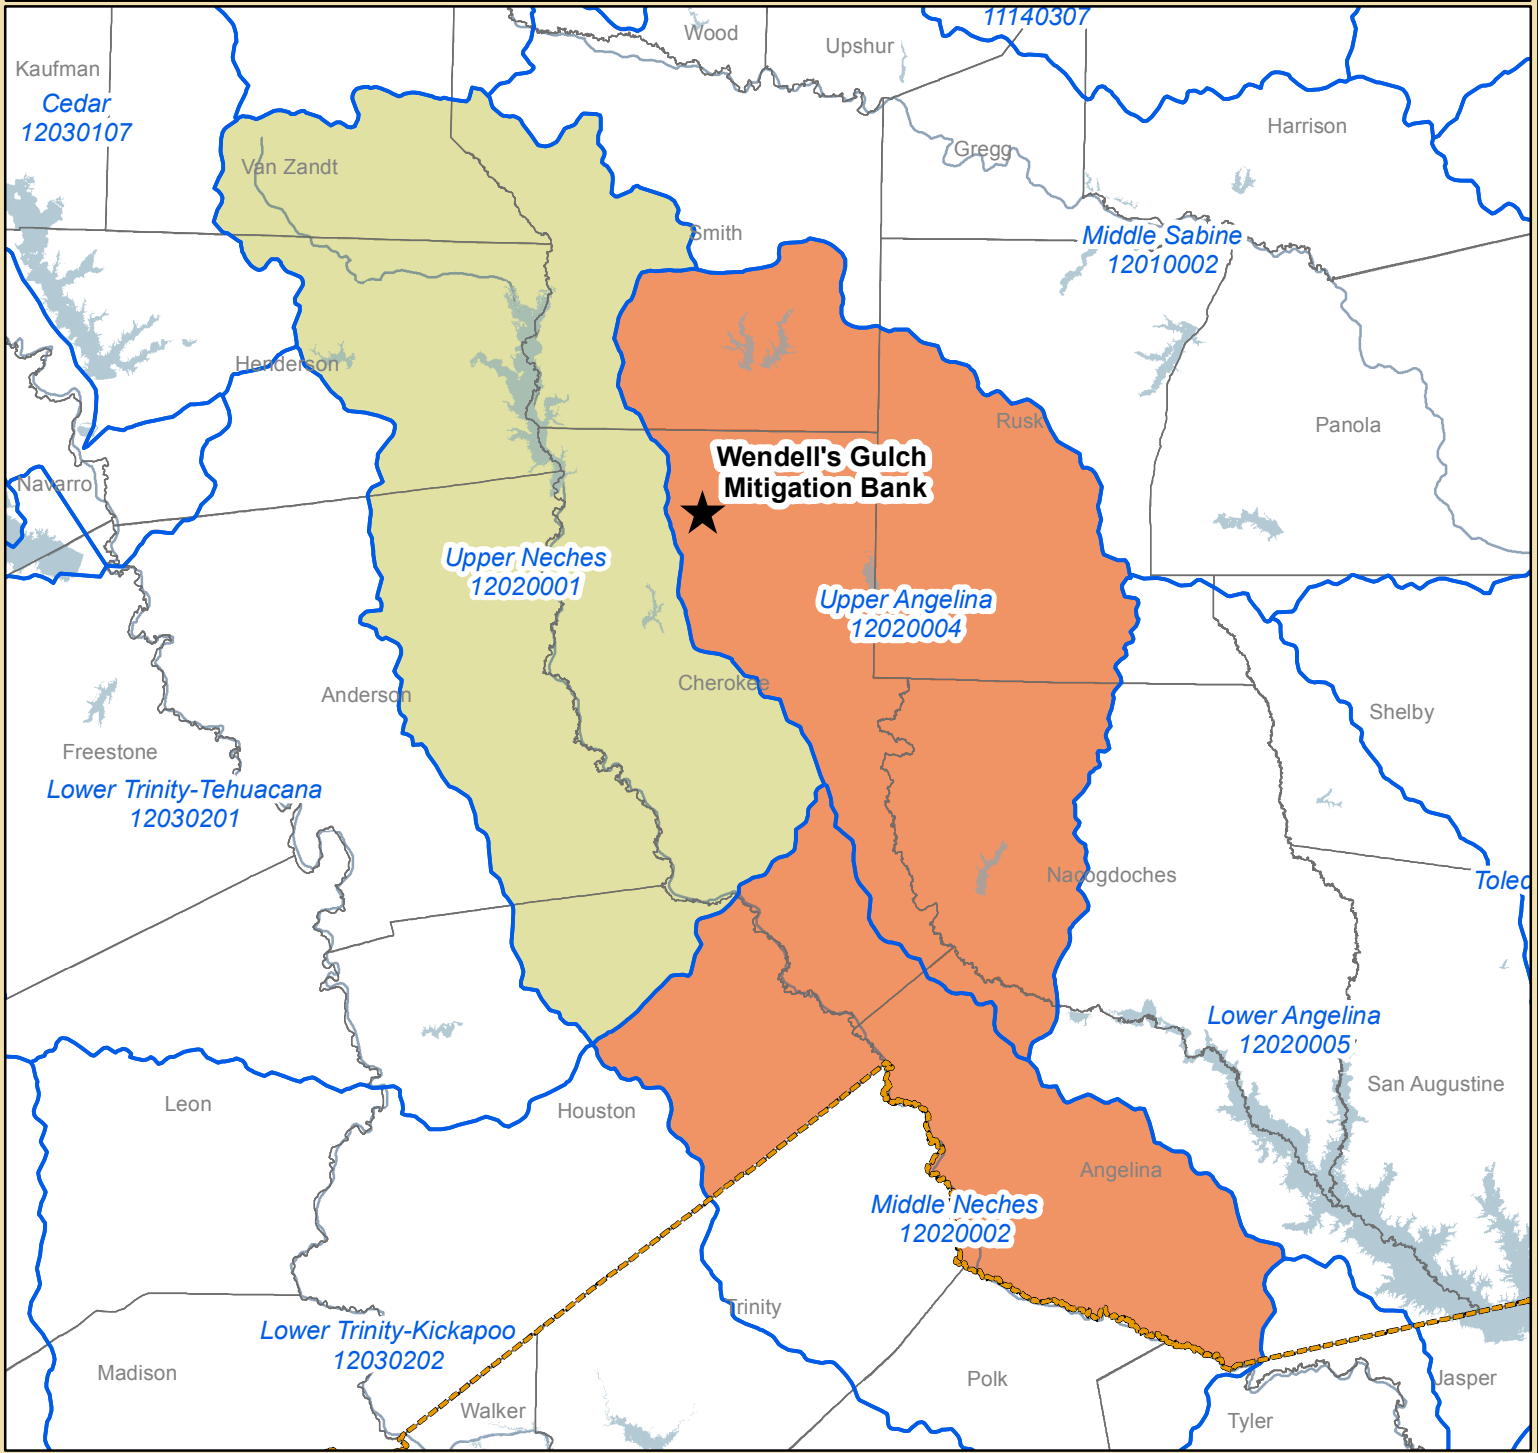 11140307
Wood
Upshur
Kaufman
Cedar
12030107
Harrison
Gregg
Van Zandt
Smith
Middle Sabine
12010002
Henderson
Rusk
Panola
Wendell's Gulch
Mitigation Bank
Navarro
Upper Neches
12020001
Upper Angelina
12020004
Cherokee
Anderson
Shelby
Freestone
Lower Trinity-Tehuacana
12030201
Nacogdoches
Toled
Lower Angelina
12020005
San Augustine
Leon
Houston
Angelina
Middle Neches
12020002
Trinity
Lower Trinity-Kickapoo
12030202
Madison
Polk
Jasper
Walker
Tyler